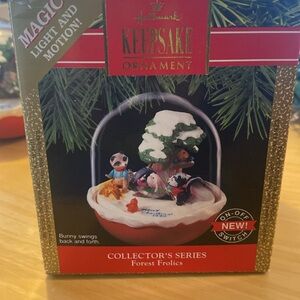 MAGIC
LIGHT AND
MOTION!
Hallmark
KEEPSAKE
ORNAMENT
Bunny swings
back and forth.
ON-OFF
NEW!
SWITCH
COLLECTOR'S SERIES
Forest Frolics